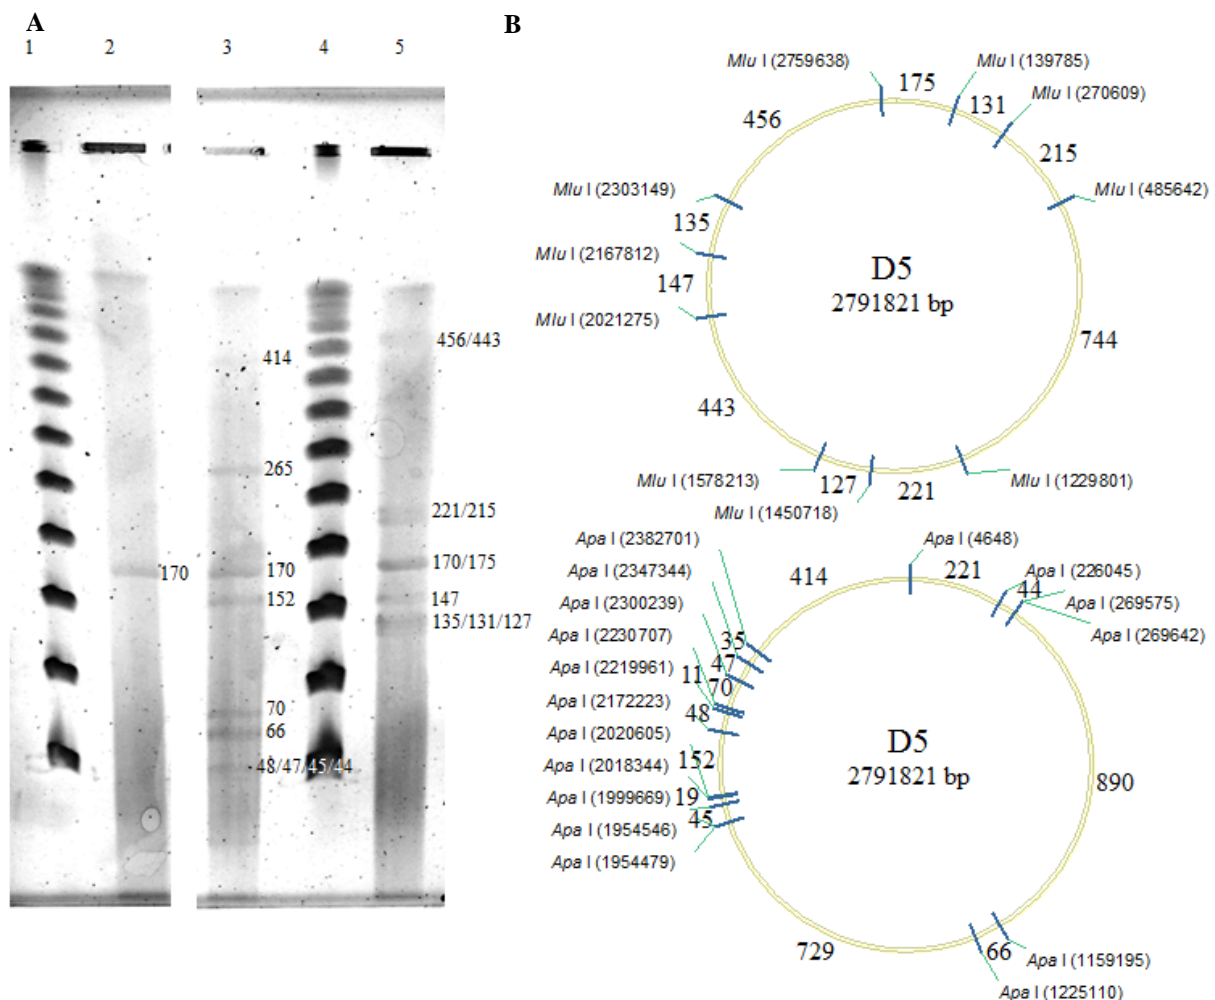 A
1 2 3 4 5
414
265
170
170
152
70
66
48/47/45/44
456/443
221/215
170/175
147
135/131/127
B
Mlu I (2759638)
175
Mlu I (139785)
131
Mlu I (270609)
456
215
Mlu I (2303149)
Mlu I (485642)
135
Mlu I (2167812)
D5
2791821 bp
147
Mlu I (2021275)
744
443
Mlu I (1578213)
127
221
Mlu I (1229801)
Mlu I (1450718)
Apa I (2382701)
Apa I (4648)
Apa I (2347344)
414
221
Apa I (226045)
44
Apa I (2300239)
Apa I (269575)
Apa I (2230707)
35
Apa I (269642)
Apa I (2219961)
47
11
70
Apa I (2172223)
48
Apa I (2020605)
D5
2791821 bp
Apa I (2018344)
152
890
Apa I (1999669)
19
Apa I (1954546)
45
Apa I (1954479)
729
66
Apa I (1159195)
Apa I (1225110)